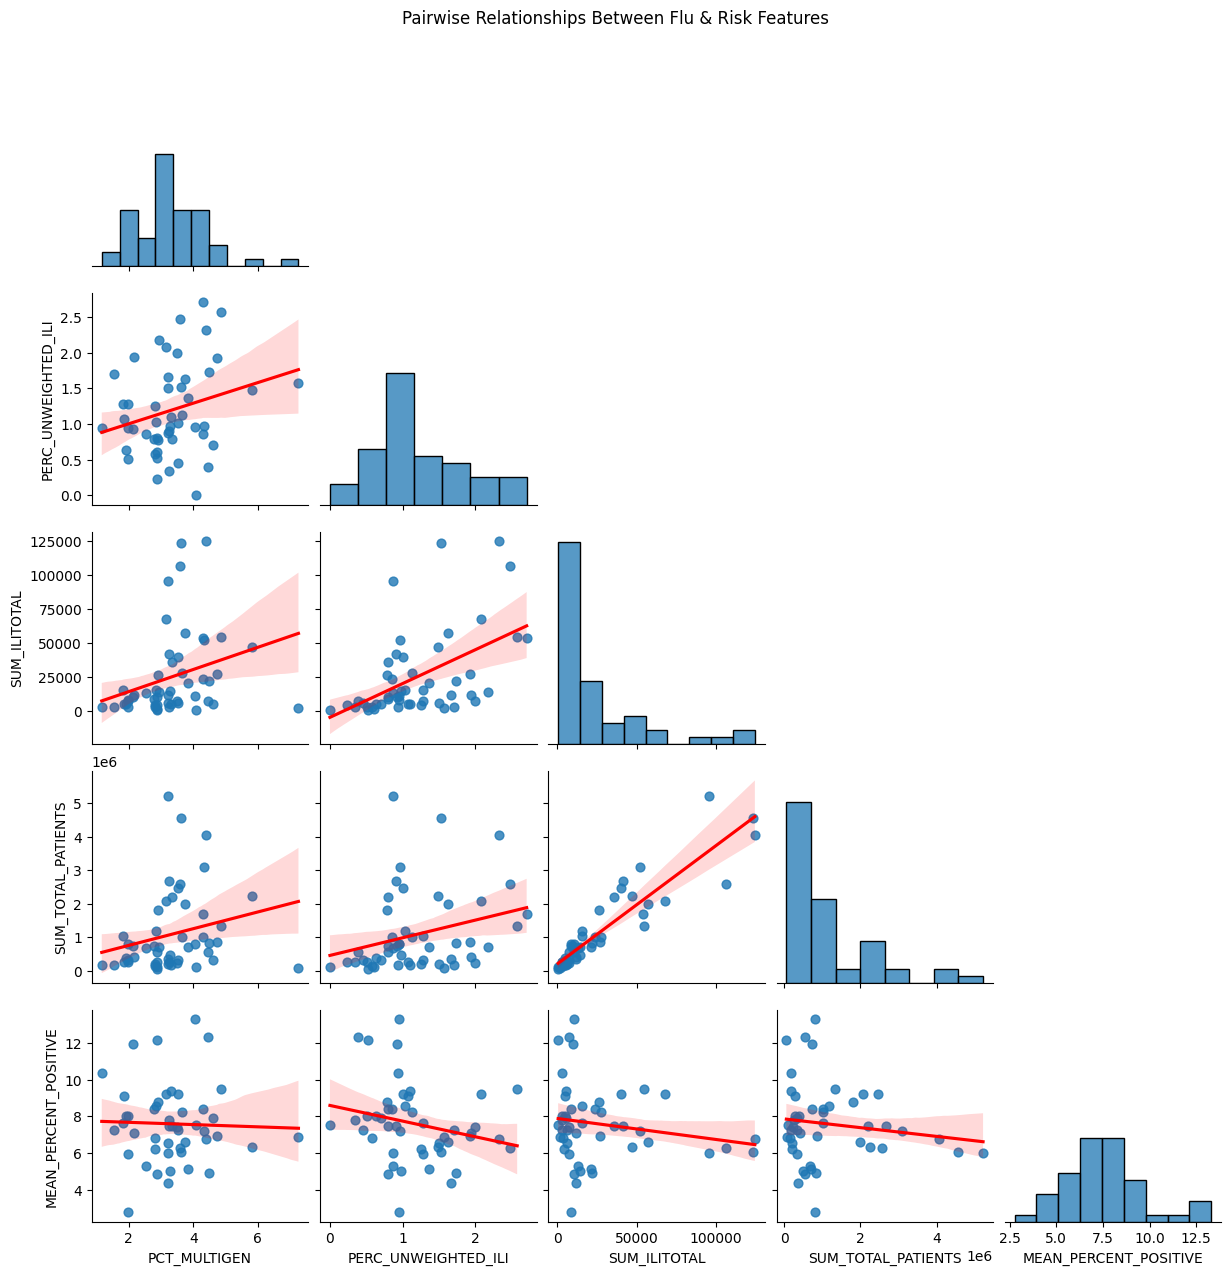 Pairwise Relationships Between Flu & Risk Features
PERC_UNWEIGHTED_ILI
2.5
2.0
1.5
1.0
0.5
0.0
SUM_ILITOTAL
125000
100000
75000
50000
25000
0
1e6
SUM_TOTAL_PATIENTS
5
4
3
2
1
0
MEAN_PERCENT_POSITIVE
12
10
8
6
4
2 4 6
PCT_MULTIGEN
0 1 2
PERC_UNWEIGHTED_ILI
0 50000 100000
SUM_ILITOTAL
0 2 4
1e6
SUM_TOTAL_PATIENTS
2.5 5.0 7.5 10.0 12.5
MEAN_PERCENT_POSITIVE